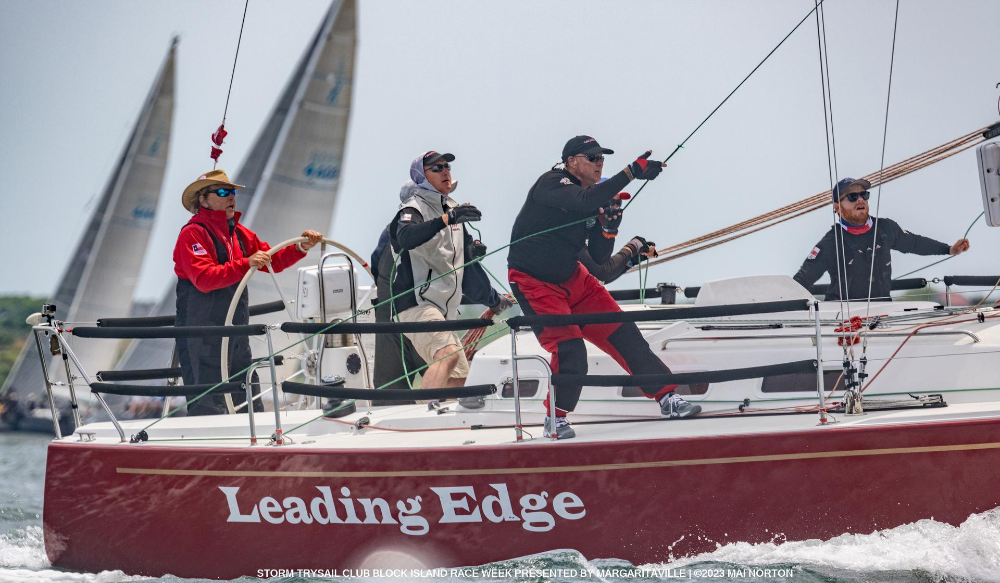 Leading Edge
STORM TRYSAIL CLUB BLOCK ISLAND RACE WEEK PRESENTED BY MARGARITAVILLE | ©2023 MAI NORTON